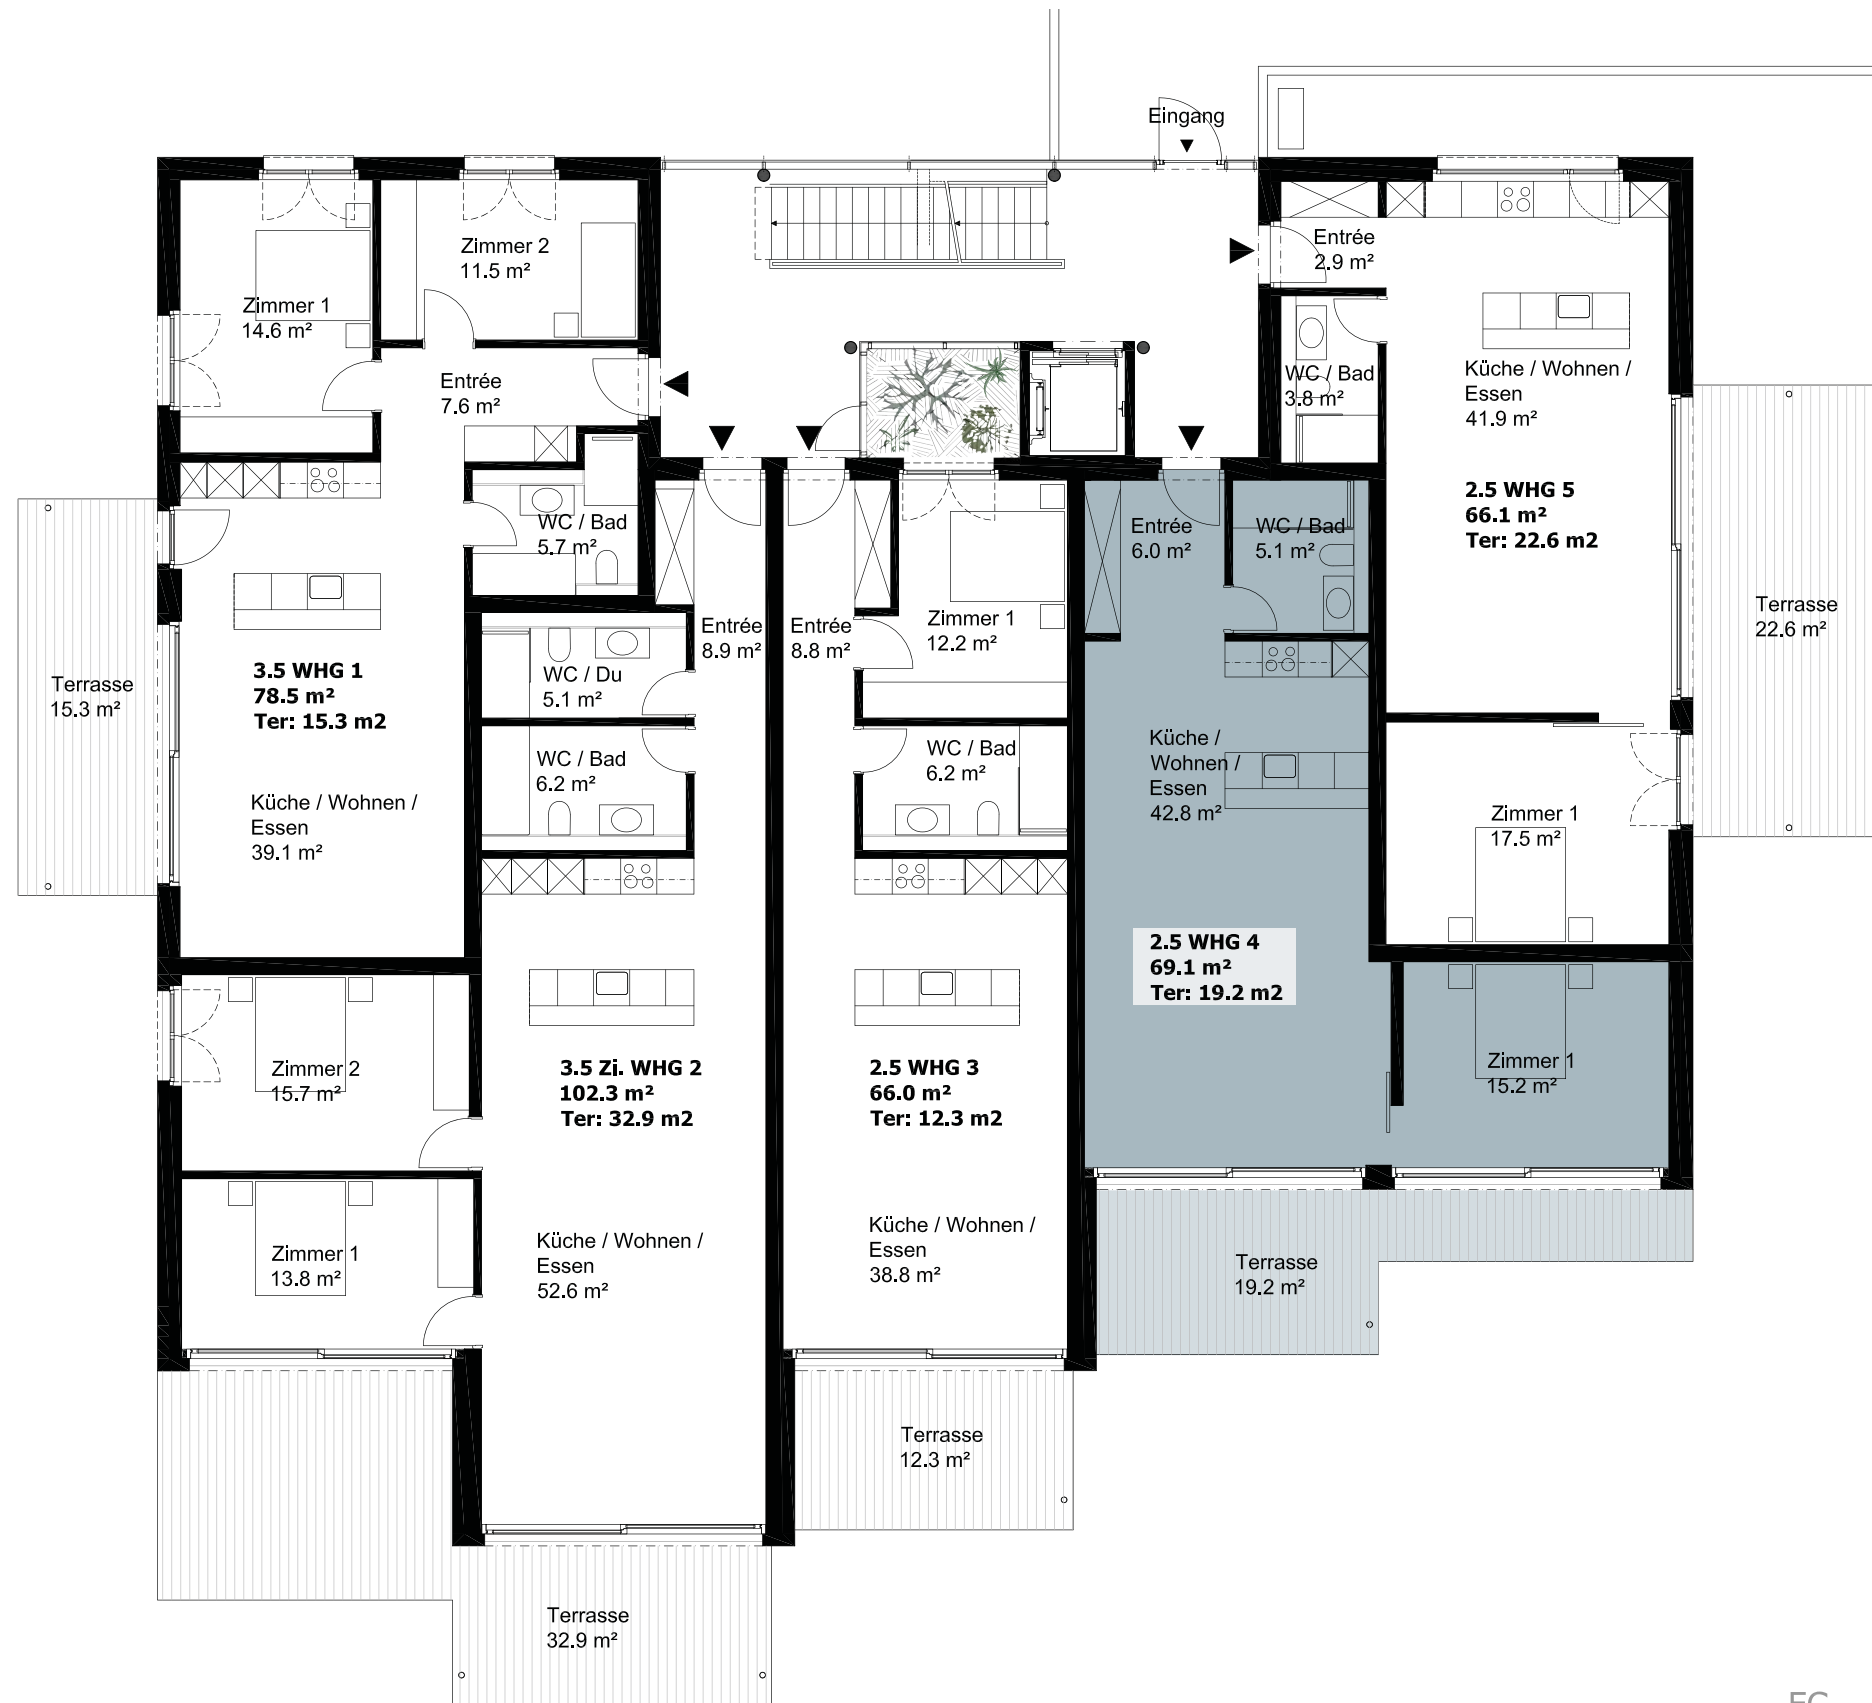 Eingang
Zimmer 2
11.5 m²
Zimmer 1
14.6 m²
Entrée
7.6 m²
WC / Bad
5.7 m²
3.5 WHG 1
78.5 m²
Ter: 15.3 m2
Terrasse
15.3 m²
Küche / Wohnen /
Essen
39.1 m²
Entrée
8.9 m²
WC / Du
5.1 m²
WC / Bad
6.2 m²
Zimmer 2
15.7 m²
Zimmer 1
13.8 m²
3.5 Zi. WHG 2
102.3 m²
Ter: 32.9 m2
Küche / Wohnen /
Essen
52.6 m²
Terrasse
32.9 m²
Entrée
8.8 m²
Zimmer 1
12.2 m²
WC / Bad
6.2 m²
2.5 WHG 3
66.0 m²
Ter: 12.3 m2
Küche / Wohnen /
Essen
38.8 m²
Terrasse
12.3 m²
Entrée
6.0 m²
WC / Bad
5.1 m²
Küche /
Wohnen /
Essen
42.8 m²
2.5 WHG 4
69.1 m²
Ter: 19.2 m2
Zimmer 1
15.2 m²
Terrasse
19.2 m²
Entrée
2.9 m²
WC / Bad
3.8 m²
Küche / Wohnen /
Essen
41.9 m²
2.5 WHG 5
66.1 m²
Ter: 22.6 m2
Terrasse
22.6 m²
Zimmer 1
17.5 m²